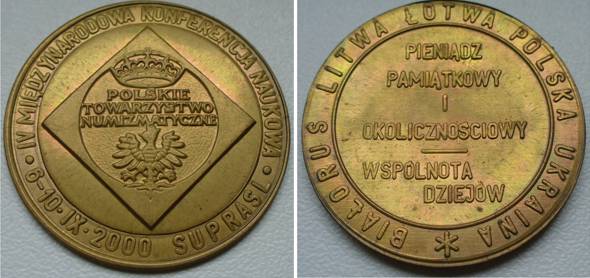 IV MIĘDZYNARODOWA KONFERENCJA NAUKOWA
POLSKIE
TOWARZYSTWO
NUMIZMATYCZNE
· 8-10·IX·2000 SUPRAŚL ·
BIAŁORUŚ LITWA ŁOTWA POLSKA UKRAINA *
PIENIĄDZ
PAMIĄTKOWY
I
OKOLICZNOŚCIOWY
WSPÓLNOTA
DZIEJÓW